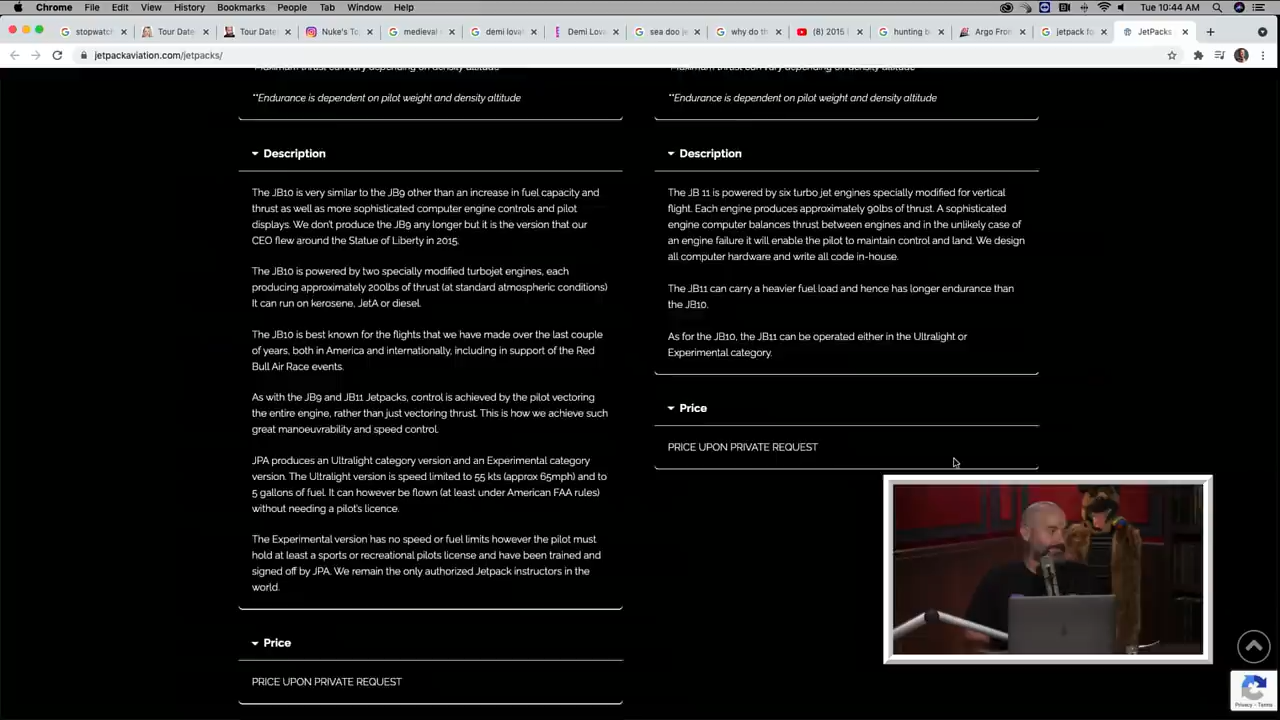 Chrome File Edit View History Bookmarks People Tab Window Help Tue 10:44 AM
stopwatch Tour Date Tour Date Nuke's To medieval demi lovat Demi Lova sea doo je why do th (8) 2015 hunting b Argo Fron jetpack fo JetPacks
jetpackaviation.com/jetpacks/
*Maximum thrust can vary depending on density altitude
**Endurance is dependent on pilot weight and density altitude
Description
The JB10 is very similar to the JB9 other than an increase in fuel capacity and
thrust as well as more sophisticated computer engine controls and pilot
displays. We don't produce the JB9 any longer but it is the version that our
CEO flew around the Statue of Liberty in 2015.
The JB10 is powered by two specially modified turbojet engines, each
producing approximately 200lbs of thrust (at standard atmospheric conditions)
It can run on kerosene, JetA or diesel.
The JB10 is best known for the flights that we have made over the last couple
of years, both in America and internationally, including in support of the Red
Bull Air Race events.
As with the JB9 and JB11 Jetpacks, control is achieved by the pilot vectoring
the entire engine, rather than just vectoring thrust. This is how we achieve such
great manoeuvrability and speed control.
JPA produces an Ultralight category version and an Experimental category
version. The Ultralight version is speed limited to 55 kts (approx 65mph) and to
5 gallons of fuel. It can however be flown (at least under American FAA rules)
without needing a pilot's licence.
The Experimental version has no speed or fuel limits however the pilot must
hold at least a sports or recreational pilots license and have been trained and
signed off by JPA. We remain the only authorized Jetpack instructors in the
world.
Price
PRICE UPON PRIVATE REQUEST
*Maximum thrust can vary depending on density altitude
**Endurance is dependent on pilot weight and density altitude
Description
The JB 11 is powered by six turbo jet engines specially modified for vertical
flight. Each engine produces approximately 90lbs of thrust. A sophisticated
engine computer balances thrust between engines and in the unlikely case of
an engine failure it will enable the pilot to maintain control and land. We design
all computer hardware and write all code in-house.
The JB11 can carry a heavier fuel load and hence has longer endurance than
the JB10.
As for the JB10, the JB11 can be operated either in the Ultralight or
Experimental category.
Price
PRICE UPON PRIVATE REQUEST
Privacy - Terms